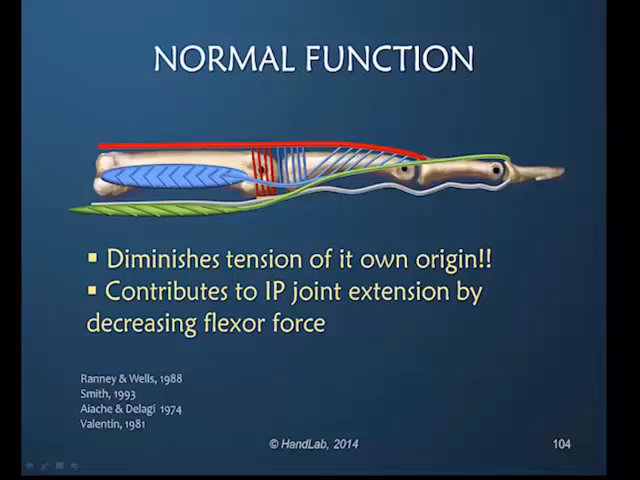 NORMAL FUNCTION
▪ Diminishes tension of it own origin!!
▪ Contributes to IP joint extension by
decreasing flexor force
Ranney & Wells, 1988
Smith, 1993
Aiache & Delagi 1974
Valentin, 1981
© HandLab, 2014
104